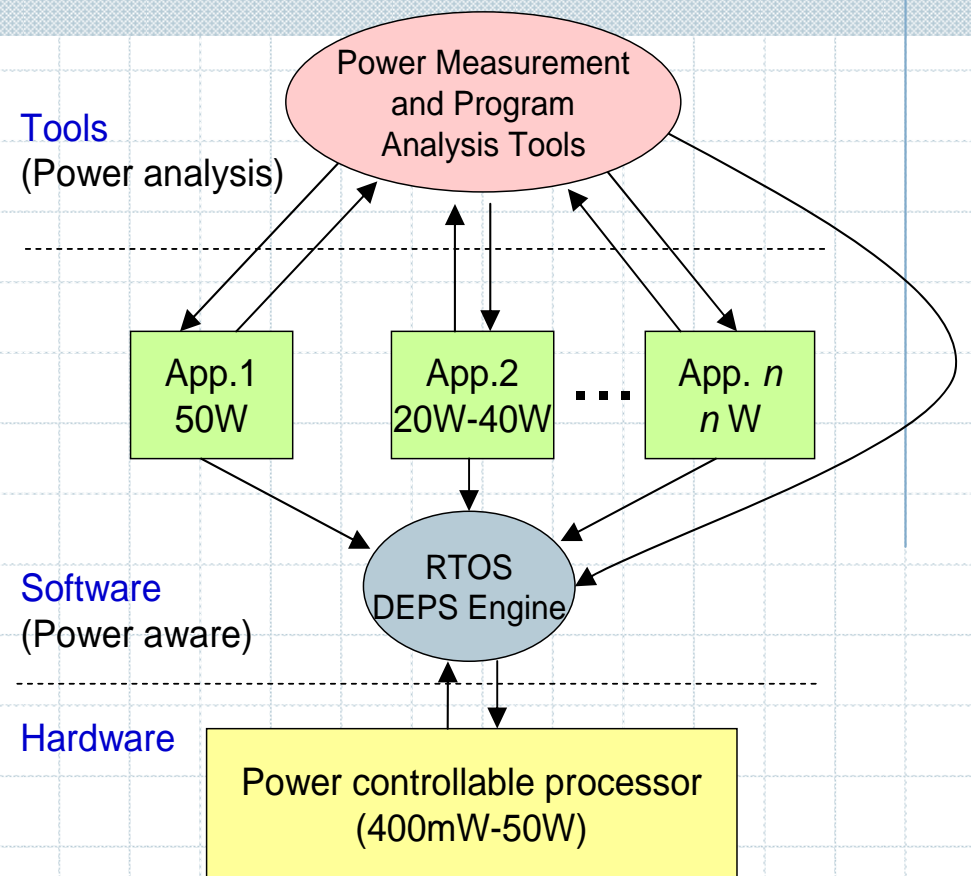 Power Measurement
and Program
Analysis Tools
Tools
(Power analysis)
App.1
50W
App.2
20W-40W
...
App. n
n W
RTOS
DEPS Engine
Software
(Power aware)
Hardware
Power controllable processor
(400mW-50W)